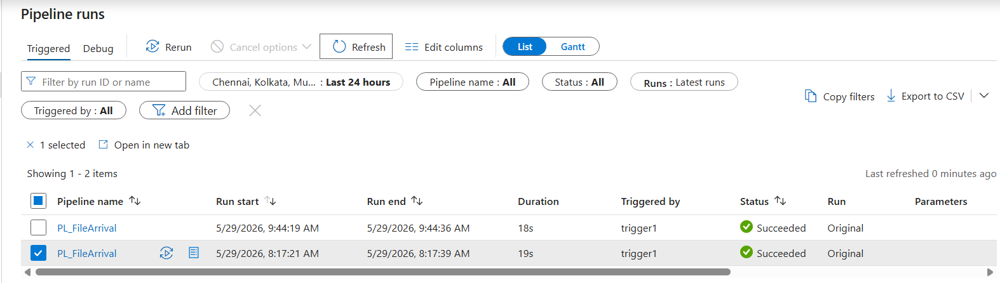 Pipeline runs
Triggered Debug Rerun Cancel options Refresh Edit columns List Gantt
Filter by run ID or name Chennai, Kolkata, Mu... : Last 24 hours Pipeline name : All Status : All Runs : Latest runs
Copy filters Export to CSV
Triggered by : All Add filter
1 selected Open in new tab
Showing 1 - 2 items Last refreshed 0 minutes ago
Pipeline name Run start Run end Duration Triggered by Status Run Parameters
PL_FileArrival 5/29/2026, 9:44:19 AM 5/29/2026, 9:44:36 AM 18s trigger1 Succeeded Original
PL_FileArrival 5/29/2026, 8:17:21 AM 5/29/2026, 8:17:39 AM 19s trigger1 Succeeded Original